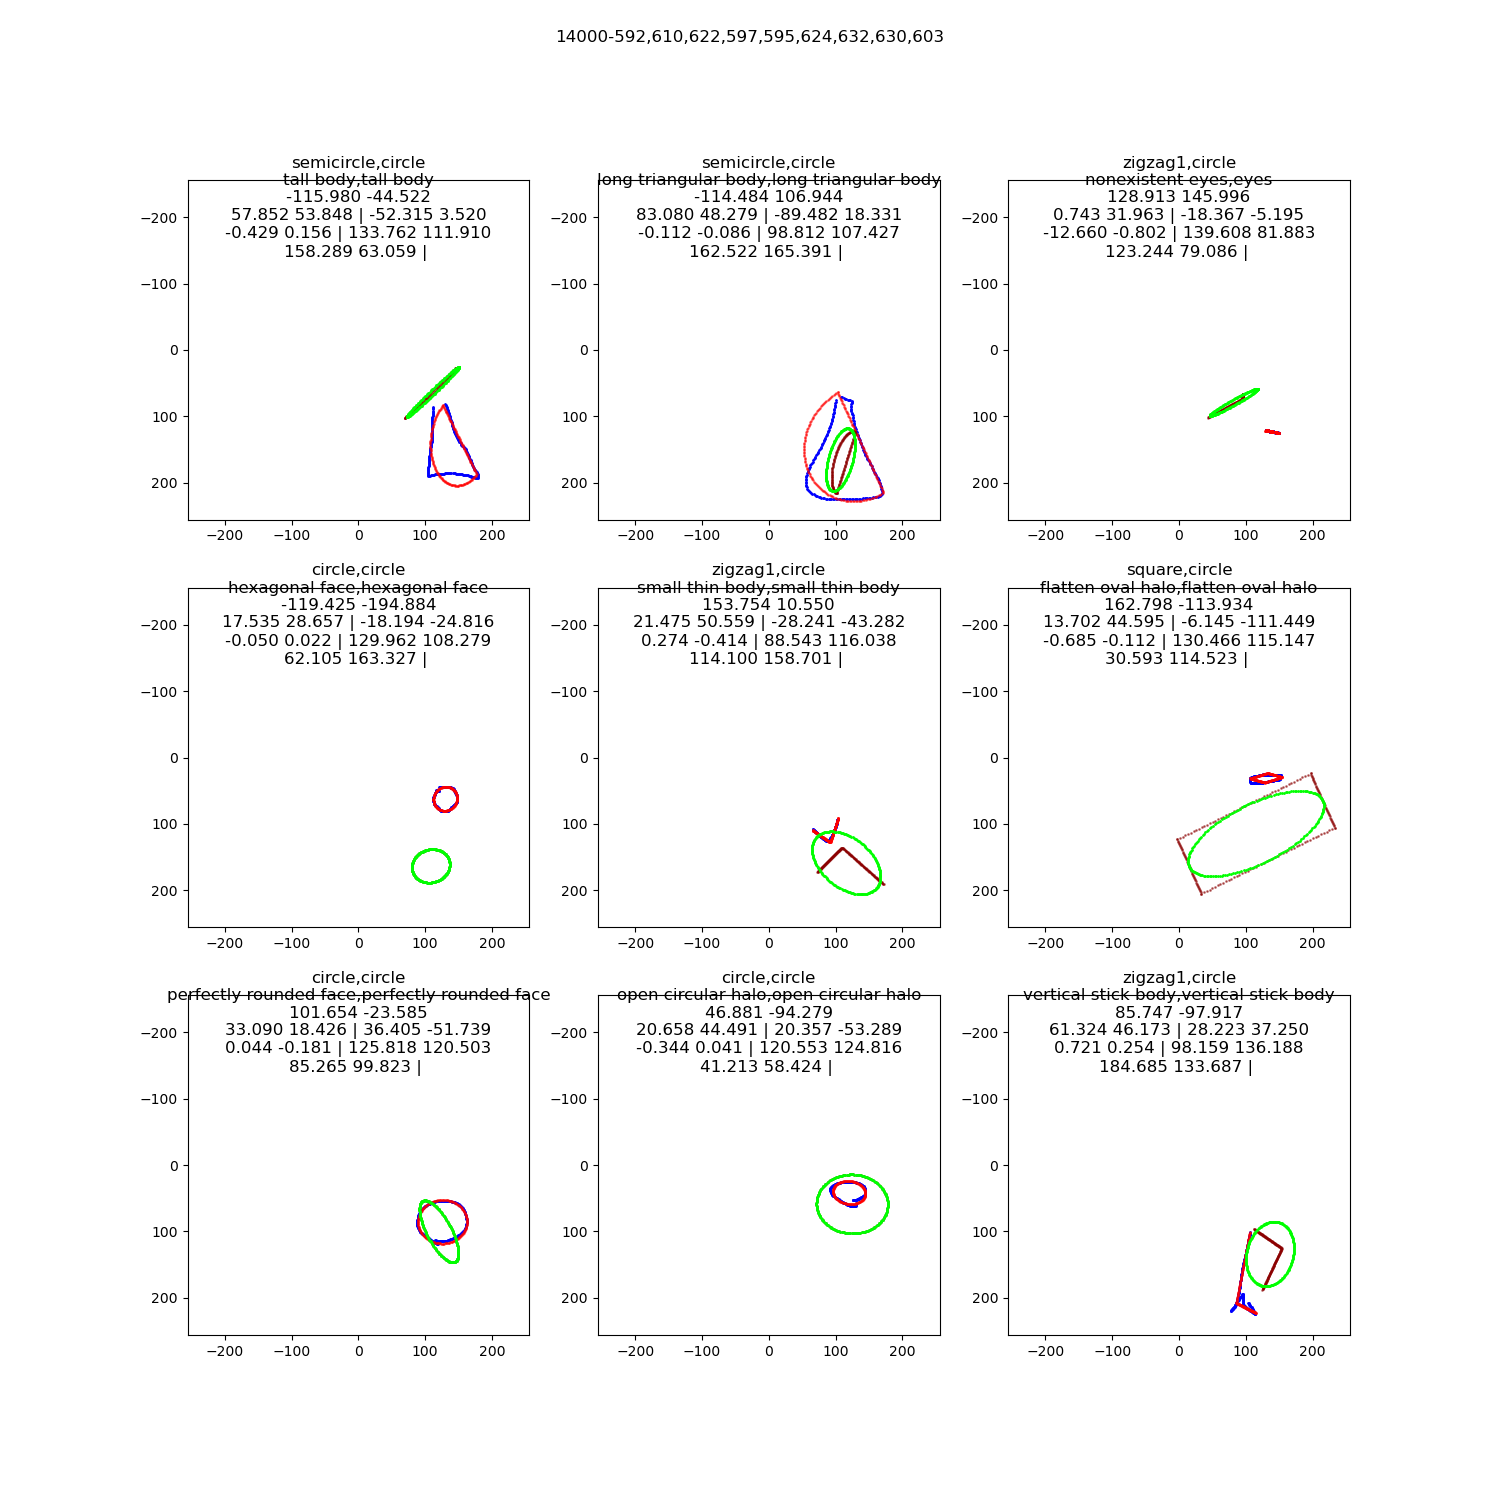 14000-592,610,622,597,595,624,632,630,603
semicircle,circle
tall body,tall body
-115.980 -44.522
57.852 53.848 | -52.315 3.520
-0.429 0.156 | 133.762 111.910
158.289 63.059 |
−200
−100
0
100
200
−200 −100 0 100 200
semicircle,circle
long triangular body,long triangular body
-114.484 106.944
83.080 48.279 | -89.482 18.331
-0.112 -0.086 | 98.812 107.427
162.522 165.391 |
−200
−100
0
100
200
−200 −100 0 100 200
zigzag1,circle
nonexistent eyes,eyes
128.913 145.996
0.743 31.963 | -18.367 -5.195
-12.660 -0.802 | 139.608 81.883
123.244 79.086 |
−200
−100
0
100
200
−200 −100 0 100 200
circle,circle
hexagonal face,hexagonal face
-119.425 -194.884
17.535 28.657 | -18.194 -24.816
-0.050 0.022 | 129.962 108.279
62.105 163.327 |
−200
−100
0
100
200
−200 −100 0 100 200
zigzag1,circle
small thin body,small thin body
153.754 10.550
21.475 50.559 | -28.241 -43.282
0.274 -0.414 | 88.543 116.038
114.100 158.701 |
−200
−100
0
100
200
−200 −100 0 100 200
square,circle
flatten oval halo,flatten oval halo
162.798 -113.934
13.702 44.595 | -6.145 -111.449
-0.685 -0.112 | 130.466 115.147
30.593 114.523 |
−200
−100
0
100
200
−200 −100 0 100 200
circle,circle
perfectly rounded face,perfectly rounded face
101.654 -23.585
33.090 18.426 | 36.405 -51.739
0.044 -0.181 | 125.818 120.503
85.265 99.823 |
−200
−100
0
100
200
−200 −100 0 100 200
circle,circle
open circular halo,open circular halo
46.881 -94.279
20.658 44.491 | 20.357 -53.289
-0.344 0.041 | 120.553 124.816
41.213 58.424 |
−200
−100
0
100
200
−200 −100 0 100 200
zigzag1,circle
vertical stick body,vertical stick body
85.747 -97.917
61.324 46.173 | 28.223 37.250
0.721 0.254 | 98.159 136.188
184.685 133.687 |
−200
−100
0
100
200
−200 −100 0 100 200